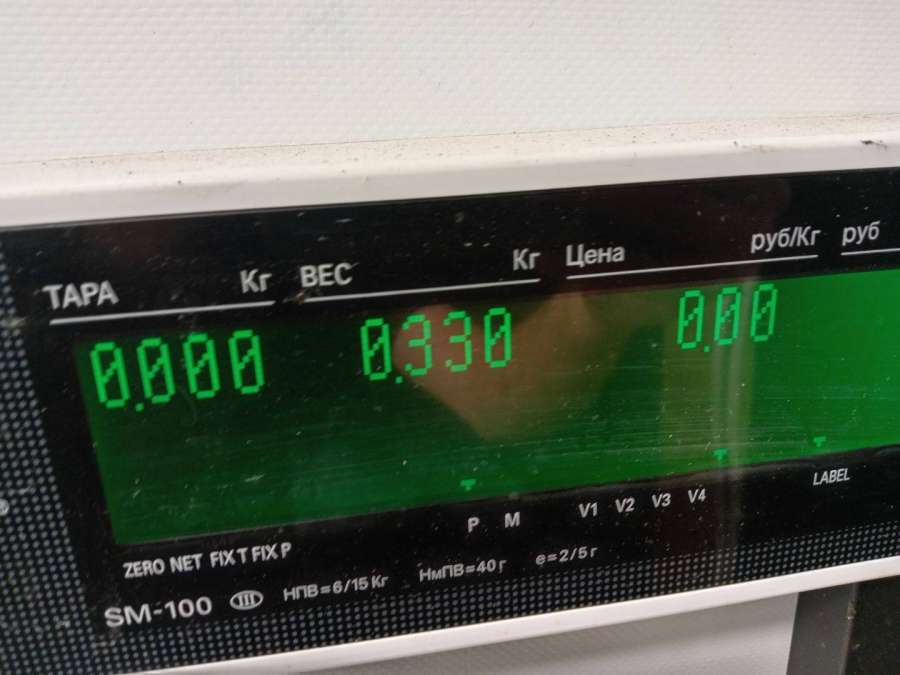 ТАРА Кг ВЕС Кг Цена руб/Кг руб
0.000 0.330 0.00
P M V1 V2 V3 V4 LABEL
ZERO NET FIX T FIX P
SM-100 III НПВ=6/15 Кг НмПВ=40 г e=2/5 г